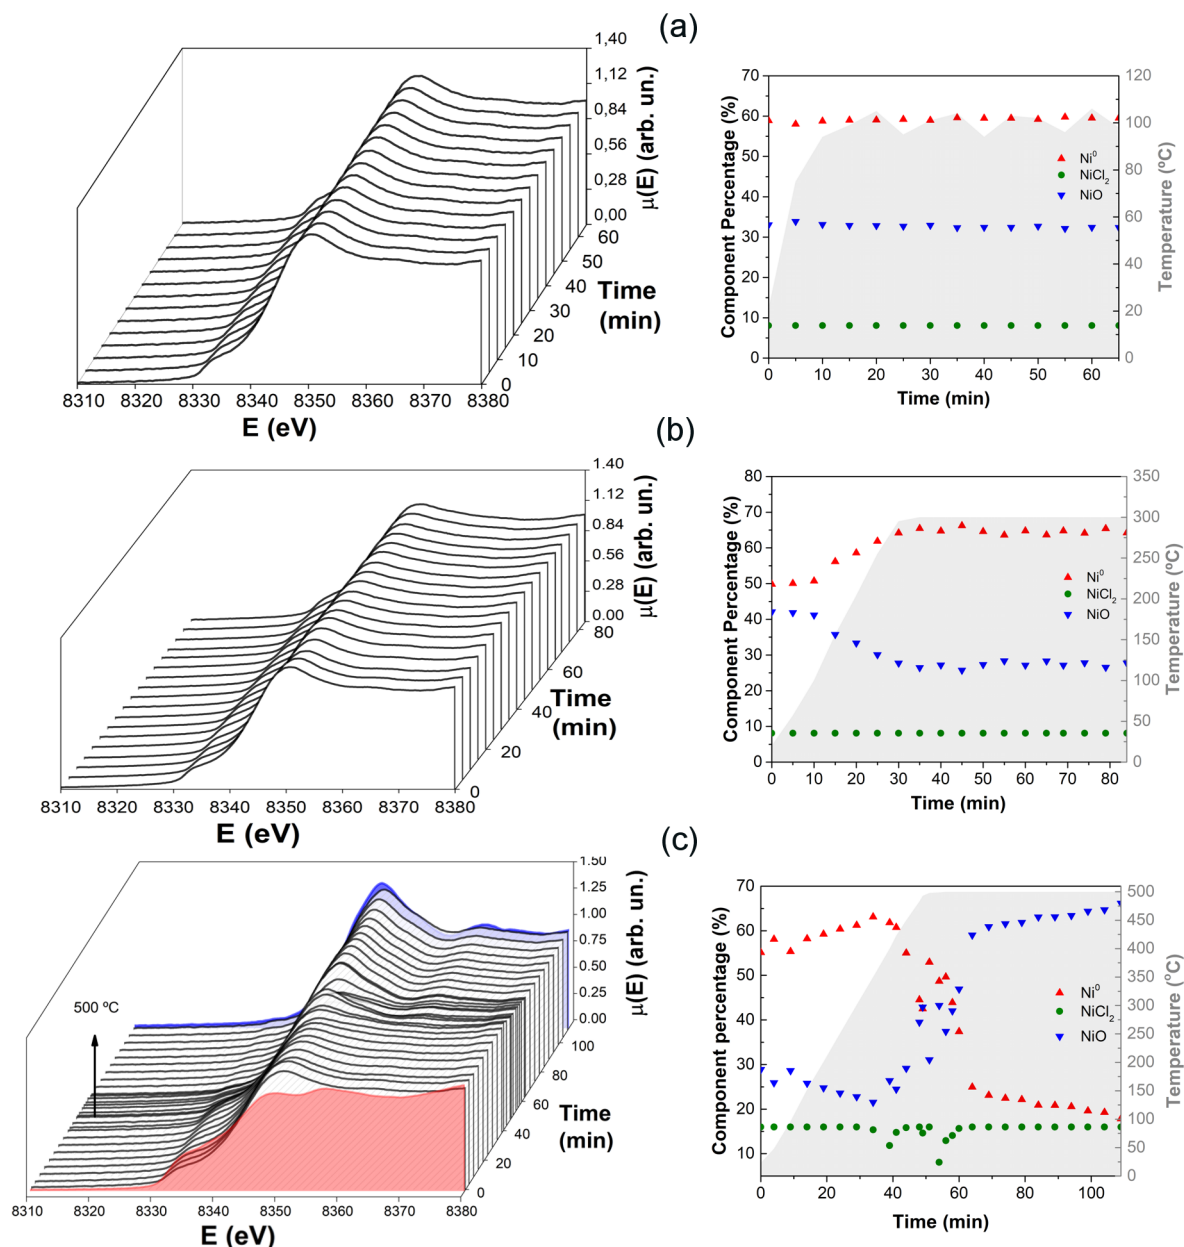 (a)
1,40
1,12
0,84
0,56
0,28
0,00
μ(E) (arb. un.)
60
50
40
30
20
10
0
Time
(min)
8310 8320 8330 8340 8350 8360 8370 8380
E (eV)
70
60
50
40
30
20
10
0
Component Percentage (%)
Ni⁰
NiCl₂
NiO
120
100
80
60
40
20
0
Temperature (ºC)
0 10 20 30 40 50 60
Time (min)
(b)
1.40
1.12
0.84
0.56
0.28
0.00
μ(E) (arb. un.)
80
60
40
20
0
Time
(min)
8310 8320 8330 8340 8350 8360 8370 8380
E (eV)
80
70
60
50
40
30
20
10
0
Component Percentage (%)
Ni⁰
NiCl₂
NiO
350
300
250
200
150
100
50
0
Temperature (ºC)
0 10 20 30 40 50 60 70 80
Time (min)
(c)
1.50
1.25
1.00
0.75
0.50
0.25
0.00
μ(E) (arb. un.)
500 ºC
100
80
60
40
20
0
Time
(min)
8310 8320 8330 8340 8350 8360 8370 8380
E (eV)
70
60
50
40
30
20
10
Component percentage (%)
Ni⁰
NiCl₂
NiO
500
450
400
350
300
250
200
150
100
50
0
Temperature (ºC)
0 20 40 60 80 100
Time (min)